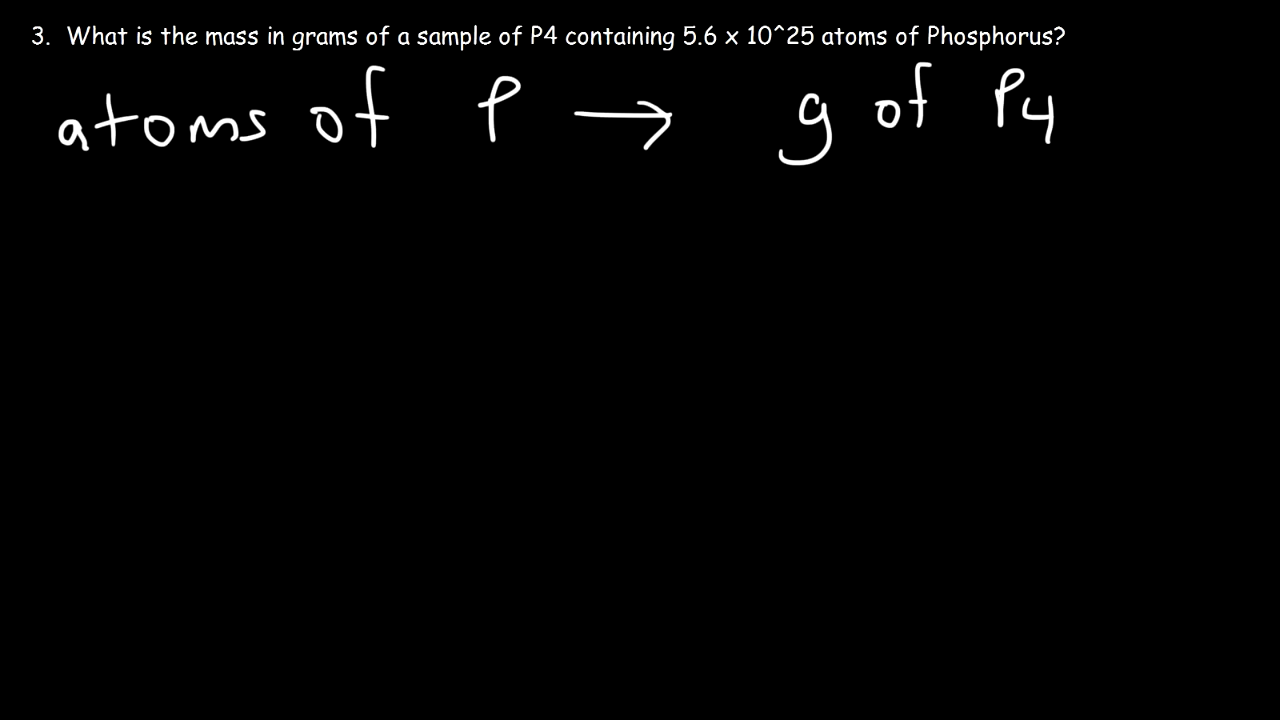 3. What is the mass in grams of a sample of P4 containing 5.6 x 10^25 atoms of Phosphorus?
atoms of P → g of P4